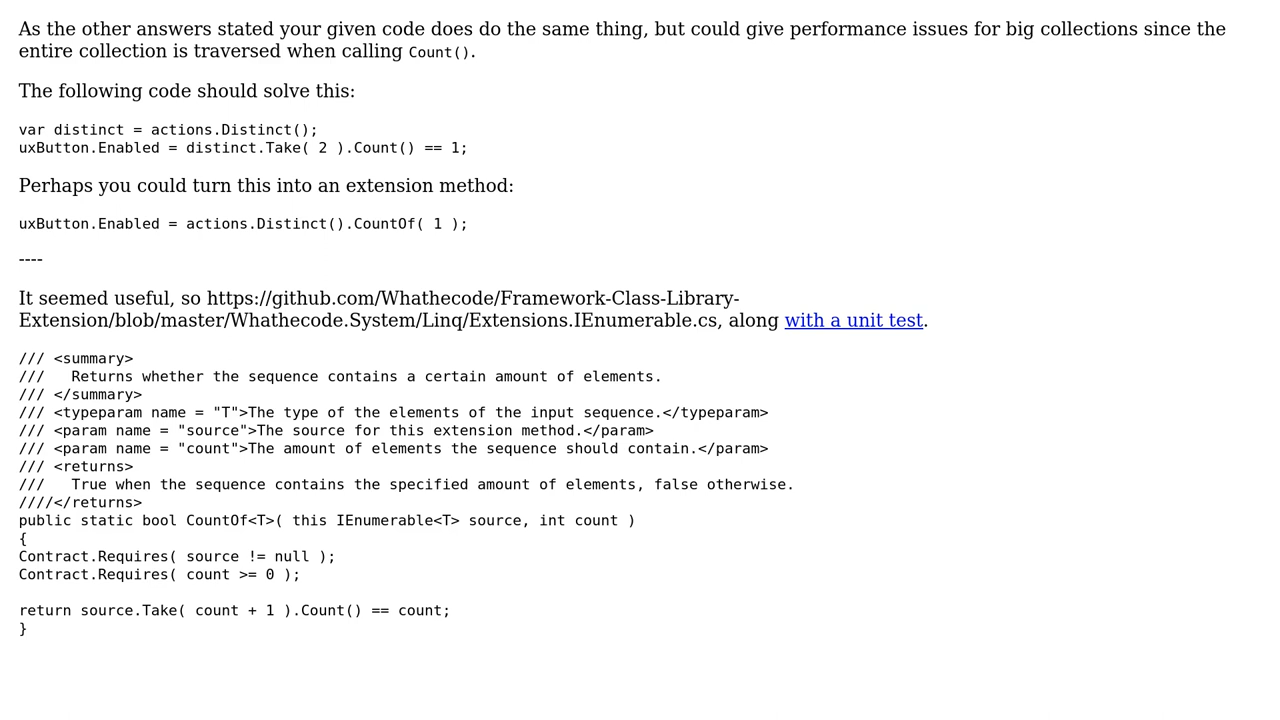 As the other answers stated your given code does do the same thing, but could give performance issues for big collections since the
entire collection is traversed when calling Count().
The following code should solve this:
var distinct = actions.Distinct();
uxButton.Enabled = distinct.Take( 2 ).Count() == 1;
Perhaps you could turn this into an extension method:
uxButton.Enabled = actions.Distinct().CountOf( 1 );
----
It seemed useful, so https://github.com/Whathecode/Framework-Class-Library-
Extension/blob/master/Whathecode.System/Linq/Extensions.IEnumerable.cs, along with a unit test.
/// <summary>
///   Returns whether the sequence contains a certain amount of elements.
/// </summary>
/// <typeparam name = "T">The type of the elements of the input sequence.</typeparam>
/// <param name = "source">The source for this extension method.</param>
/// <param name = "count">The amount of elements the sequence should contain.</param>
/// <returns>
///   True when the sequence contains the specified amount of elements, false otherwise.
////</returns>
public static bool CountOf<T>( this IEnumerable<T> source, int count )
{
Contract.Requires( source != null );
Contract.Requires( count >= 0 );
return source.Take( count + 1 ).Count() == count;
}